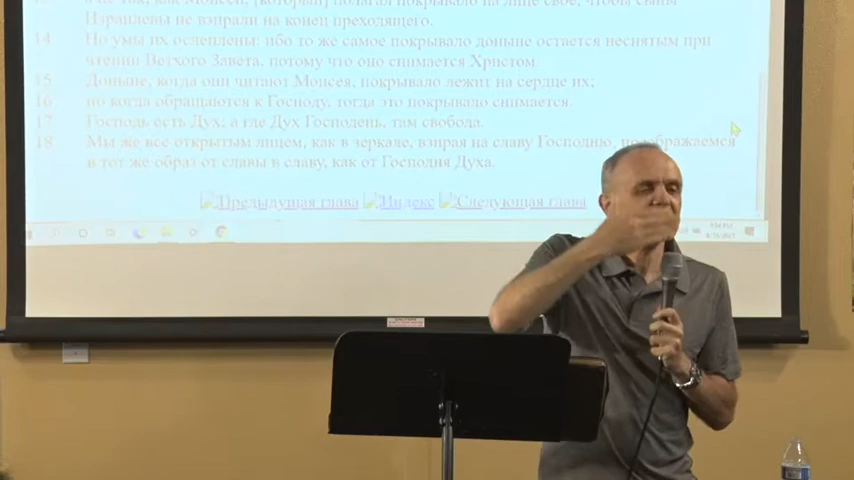 Израилевы не взирали на конец преходящего.
14 Но умы их ослеплены: ибо то же самое покрывало доныне остается неснятым при
чтении Ветхого Завета, потому что оно снимается Христом.
15 Доныне, когда они читают Моисея, покрывало лежит на сердце их;
16 но когда обращаются к Господу, тогда это покрывало снимается.
17 Господь есть Дух; а где Дух Господень, там свобода.
18 Мы же все открытым лицем, как в зеркале, взирая на славу Господню, преображаемся
в тот же образ от славы в славу, как от Господня Духа.
Предыдущая глава Индекс Следующая глава